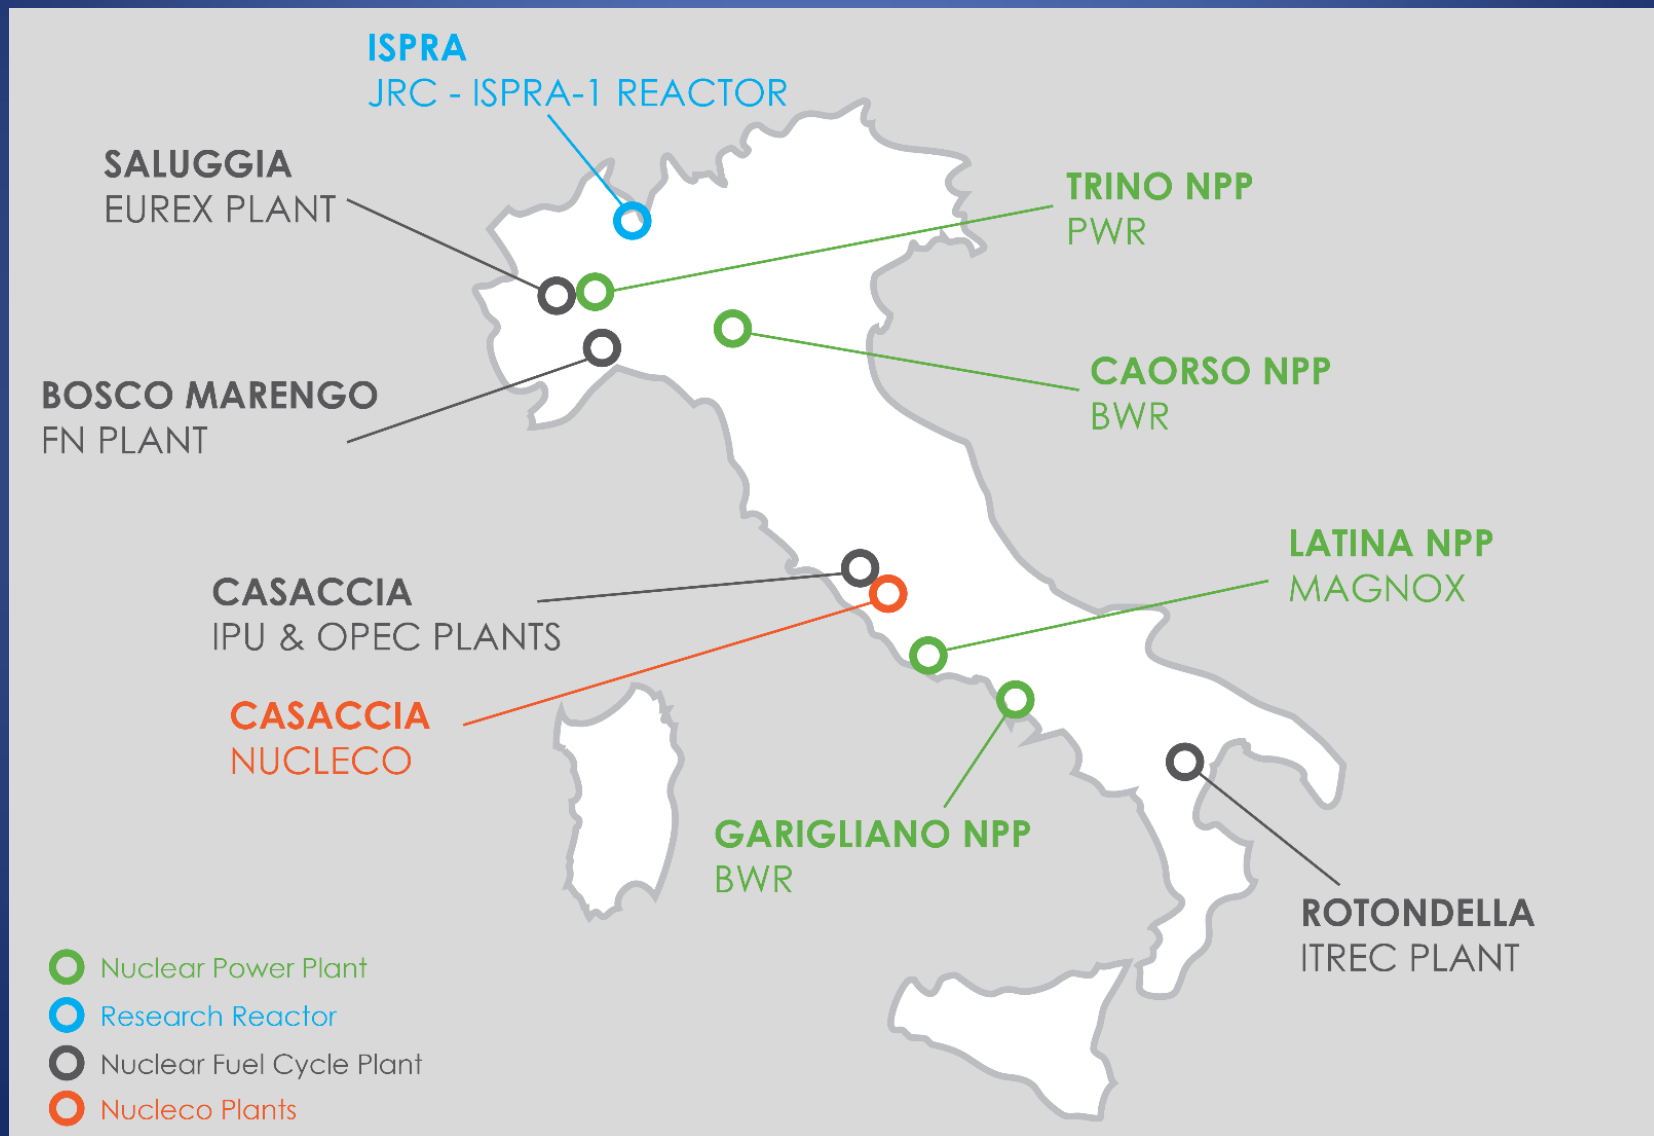 ISPRA
JRC - ISPRA-1 REACTOR
SALUGGIA
EUREX PLANT
TRINO NPP
PWR
CAORSO NPP
BWR
BOSCO MARENGO
FN PLANT
LATINA NPP
MAGNOX
CASACCIA
IPU & OPEC PLANTS
CASACCIA
NUCLECO
GARIGLIANO NPP
BWR
ROTONDELLA
ITREC PLANT
Nuclear Power Plant
Research Reactor
Nuclear Fuel Cycle Plant
Nucleco Plants